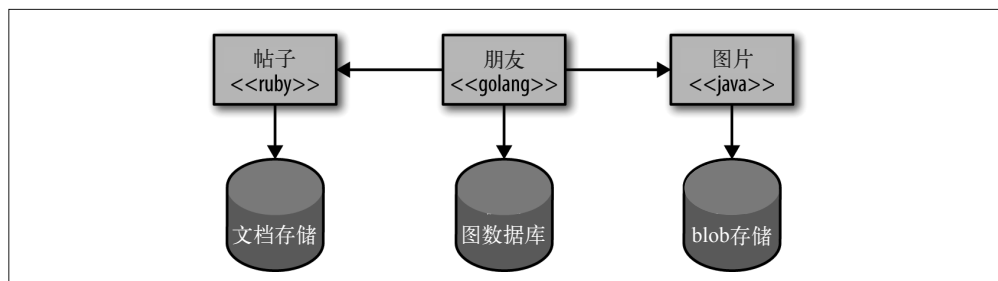 帖子
<<ruby>>
朋友
<<golang>>
图片
<<java>>
文档存储
图数据库
blob存储